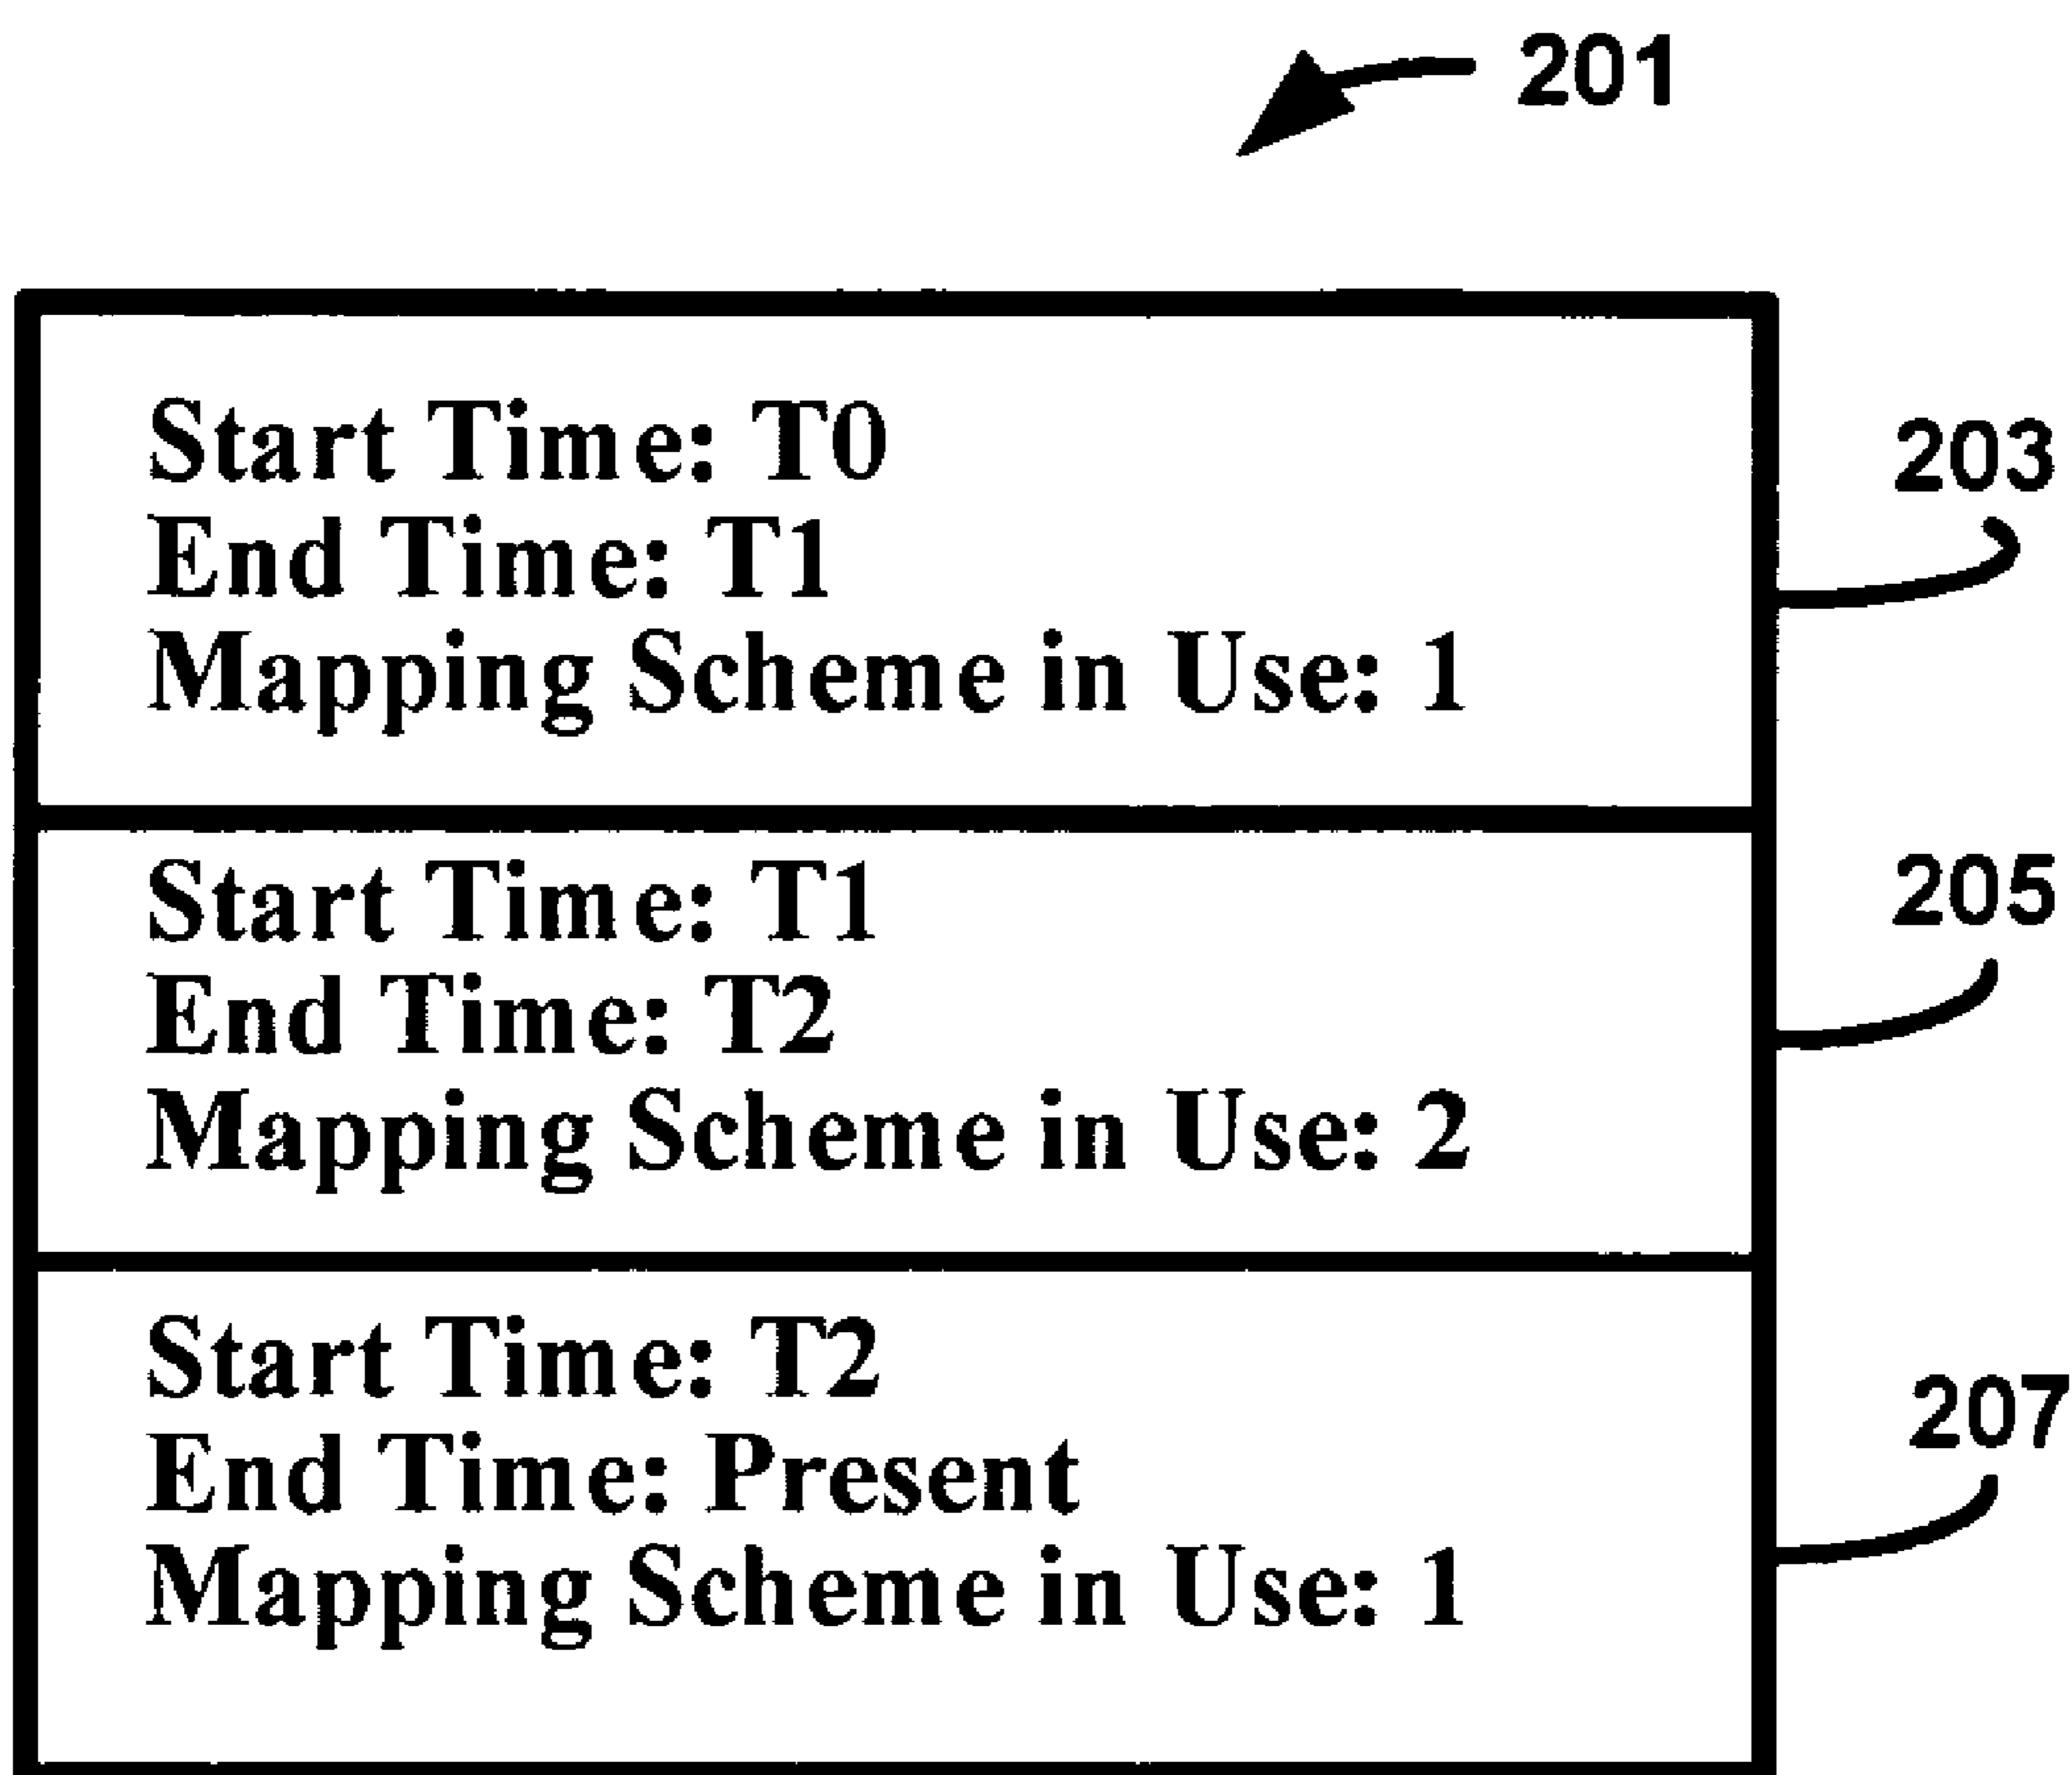 201
Start Time: T0
End Time: T1
Mapping Scheme in Use: 1
203
Start Time: T1
End Time: T2
Mapping Scheme in Use: 2
205
Start Time: T2
End Time: Present
Mapping Scheme in Use: 1
207